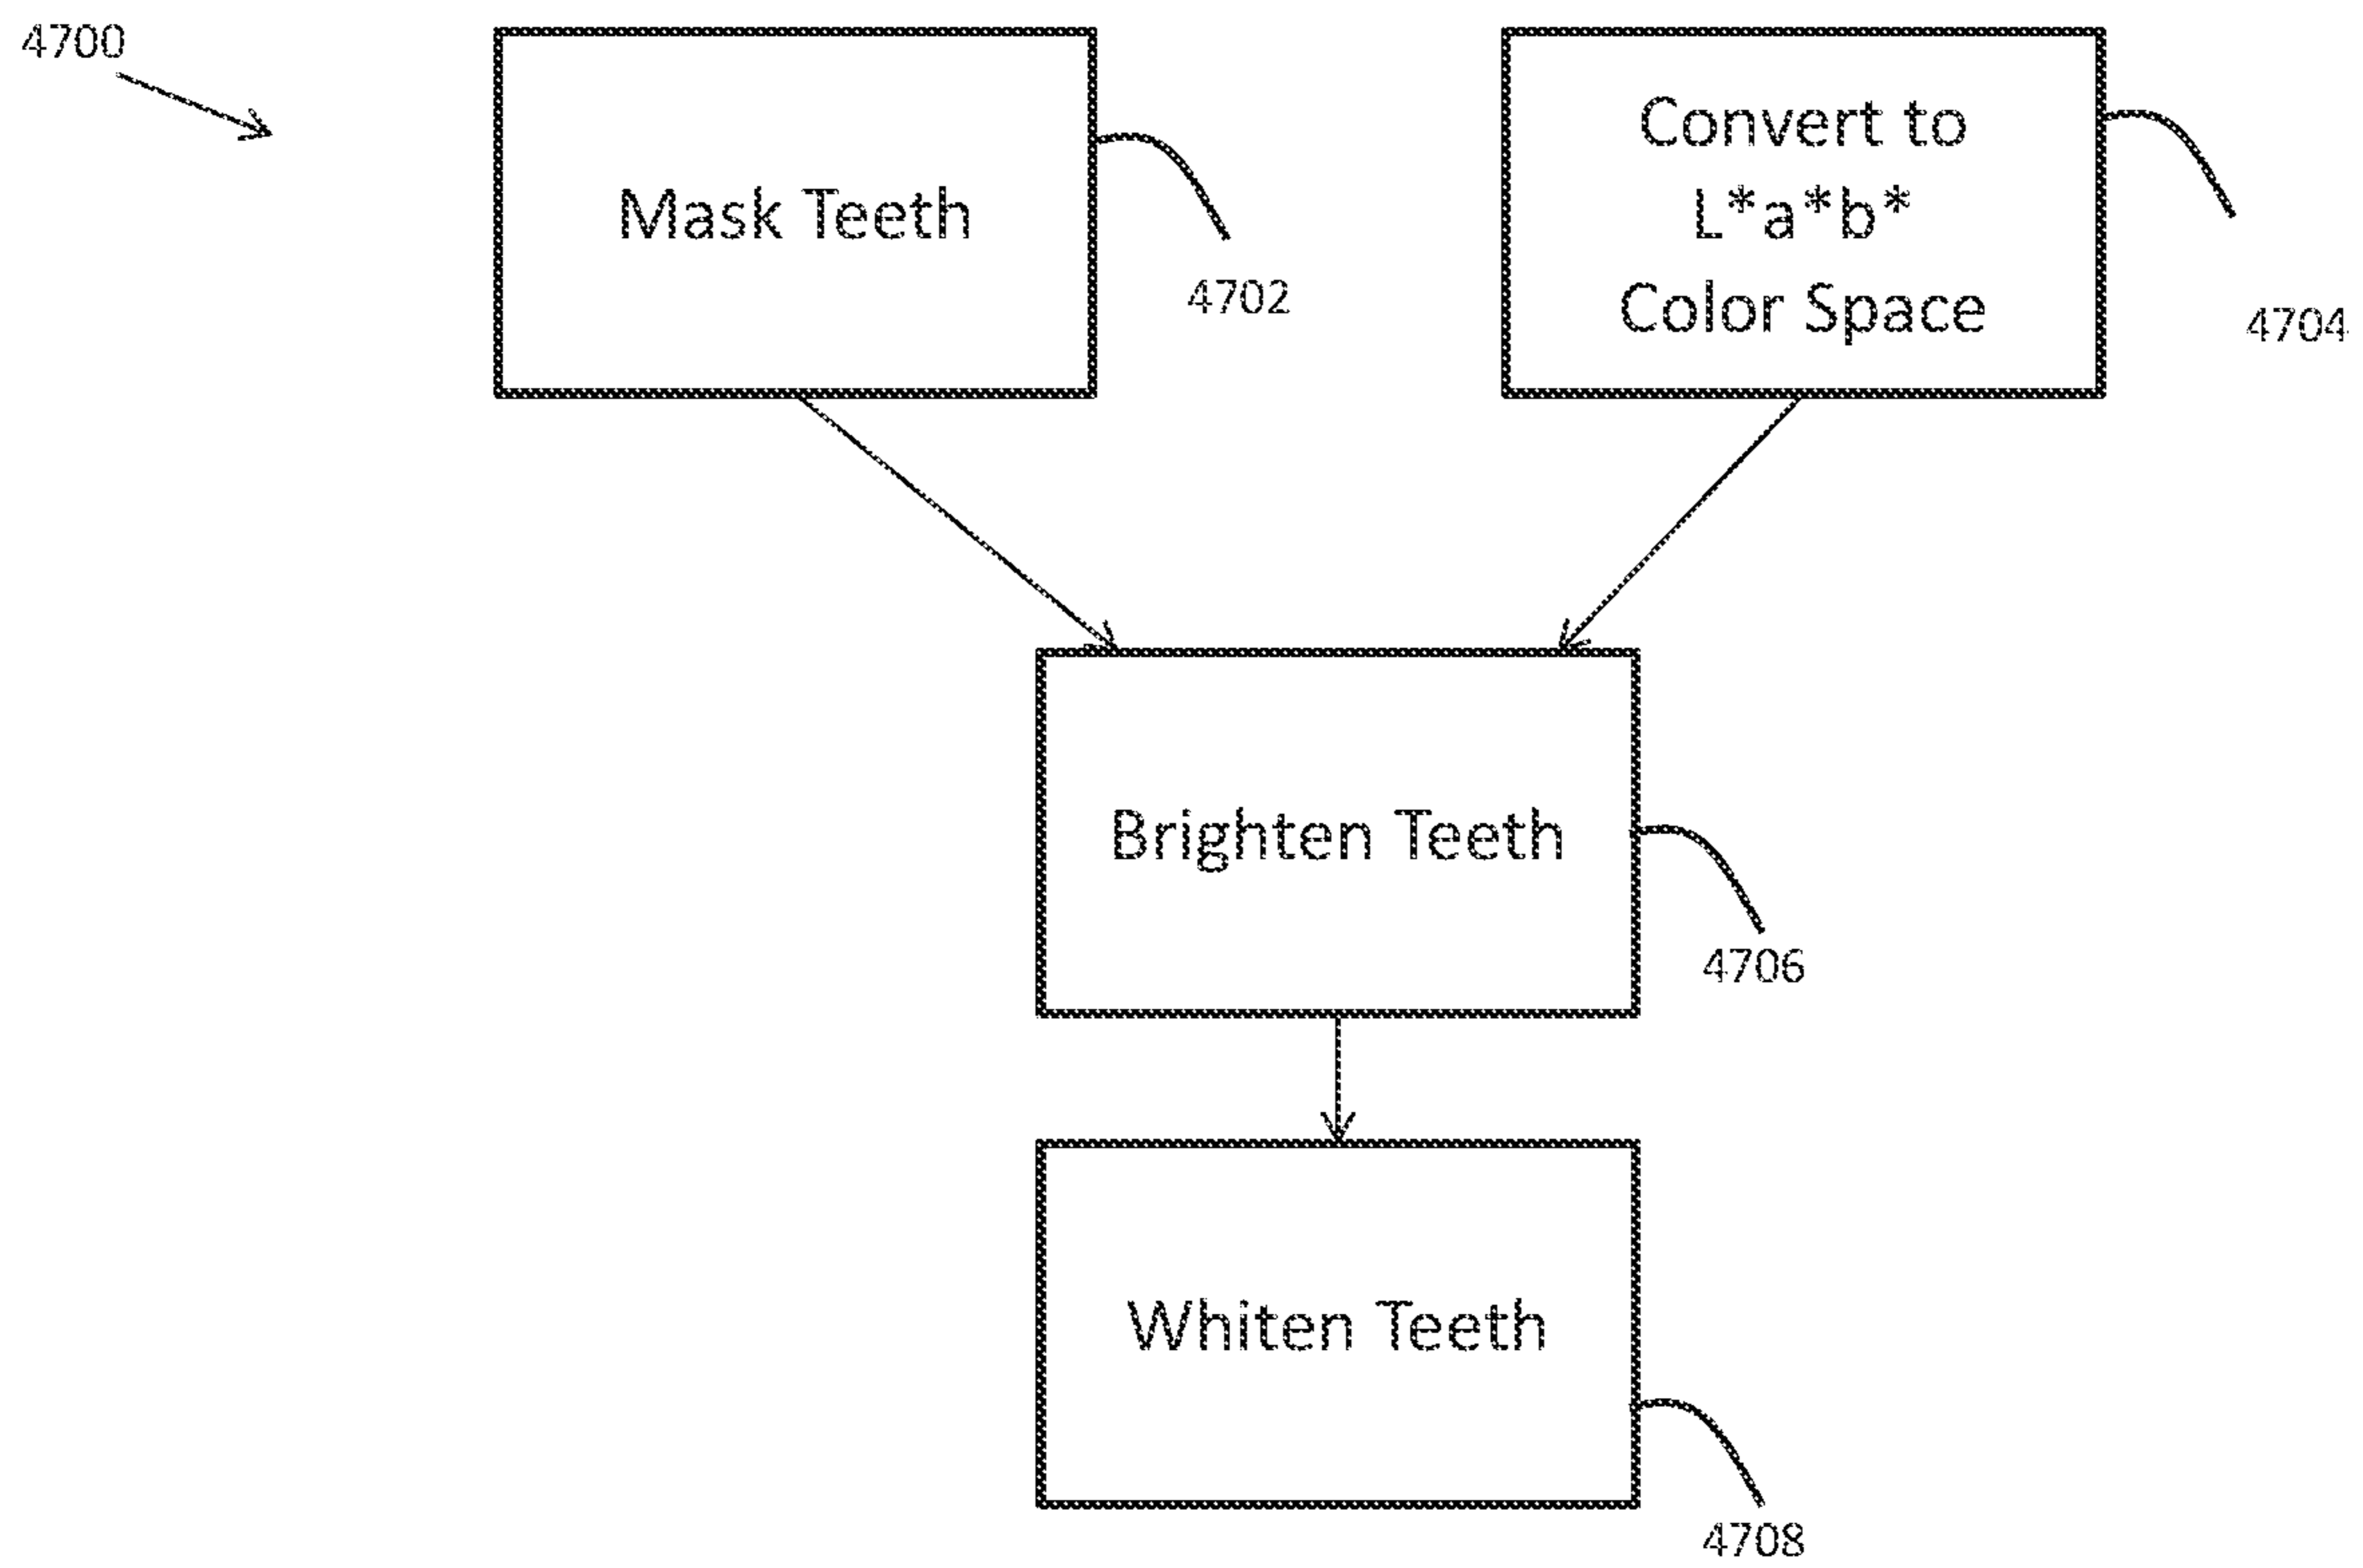 4700
Mask Teeth
4702
Convert to
L*a*b*
Color Space
4704
Brighten Teeth
4706
Whiten Teeth
4708